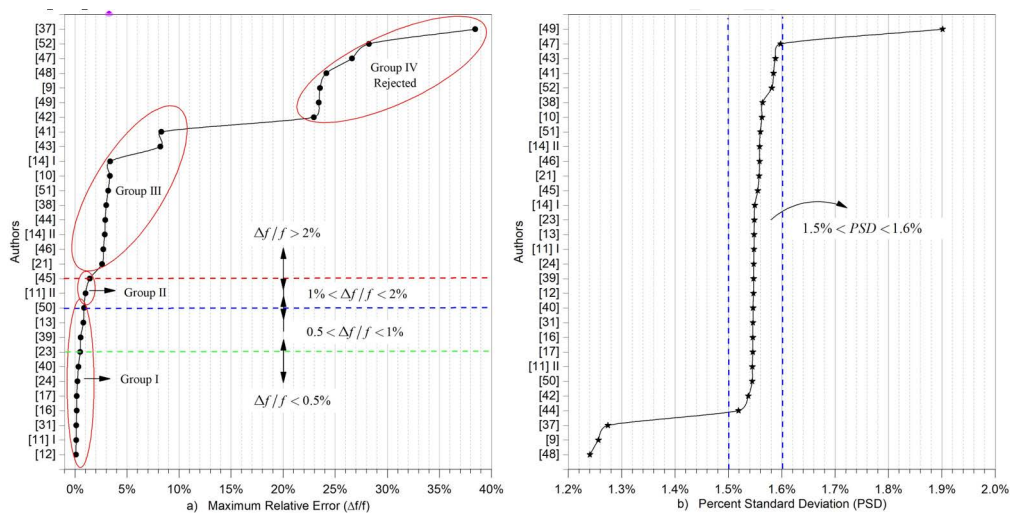 [37]
[52]
[47]
[48]
[9]
[49]
[42]
[41]
[43]
[14] I
[10]
[51]
[38]
[44]
[14] II
[46]
[21]
[45]
[11] II
[50]
[13]
[39]
[23]
[40]
[24]
[17]
[16]
[31]
[11] I
[12]
Authors
Group IV
Rejected
Group III
Δf/f > 2%
Group II
1% < Δf/f < 2%
0.5 < Δf/f < 1%
Group I
Δf/f < 0.5%
0% 5% 10% 15% 20% 25% 30% 35% 40%
a) Maximum Relative Error (Δf/f)
[49]
[47]
[43]
[41]
[52]
[38]
[10]
[51]
[14] II
[46]
[21]
[45]
[14] I
[23]
[13]
[11] I
[24]
[39]
[12]
[40]
[31]
[16]
[17]
[11] II
[50]
[42]
[44]
[37]
[9]
[48]
Authors
1.5% < PSD < 1.6%
1.2% 1.3% 1.4% 1.5% 1.6% 1.7% 1.8% 1.9% 2.0%
b) Percent Standard Deviation (PSD)